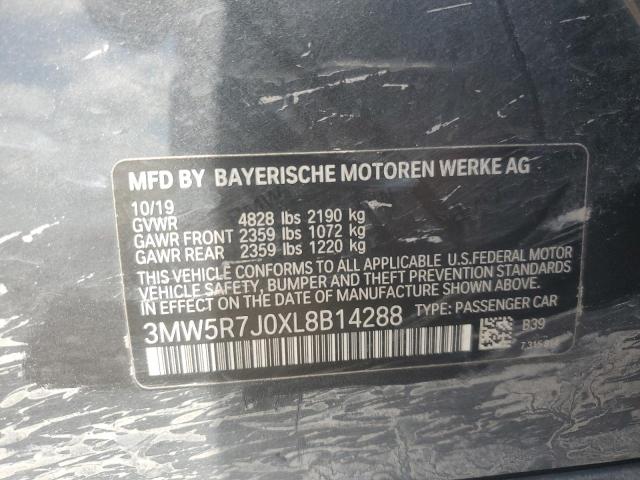 MFD BY BAYERISCHE MOTOREN WERKE AG
10/19
GVWR 4828 lbs 2190 kg
GAWR FRONT 2359 lbs 1072 kg
GAWR REAR 2359 lbs 1220 kg
THIS VEHICLE CONFORMS TO ALL APPLICABLE U.S.FEDERAL MOTOR
VEHICLE SAFETY, BUMPER AND THEFT PREVENTION STANDARDS
IN EFFECT ON THE DATE OF MANUFACTURE SHOWN ABOVE.
3MW5R7J0XL8B14288 TYPE: PASSENGER CAR
B39